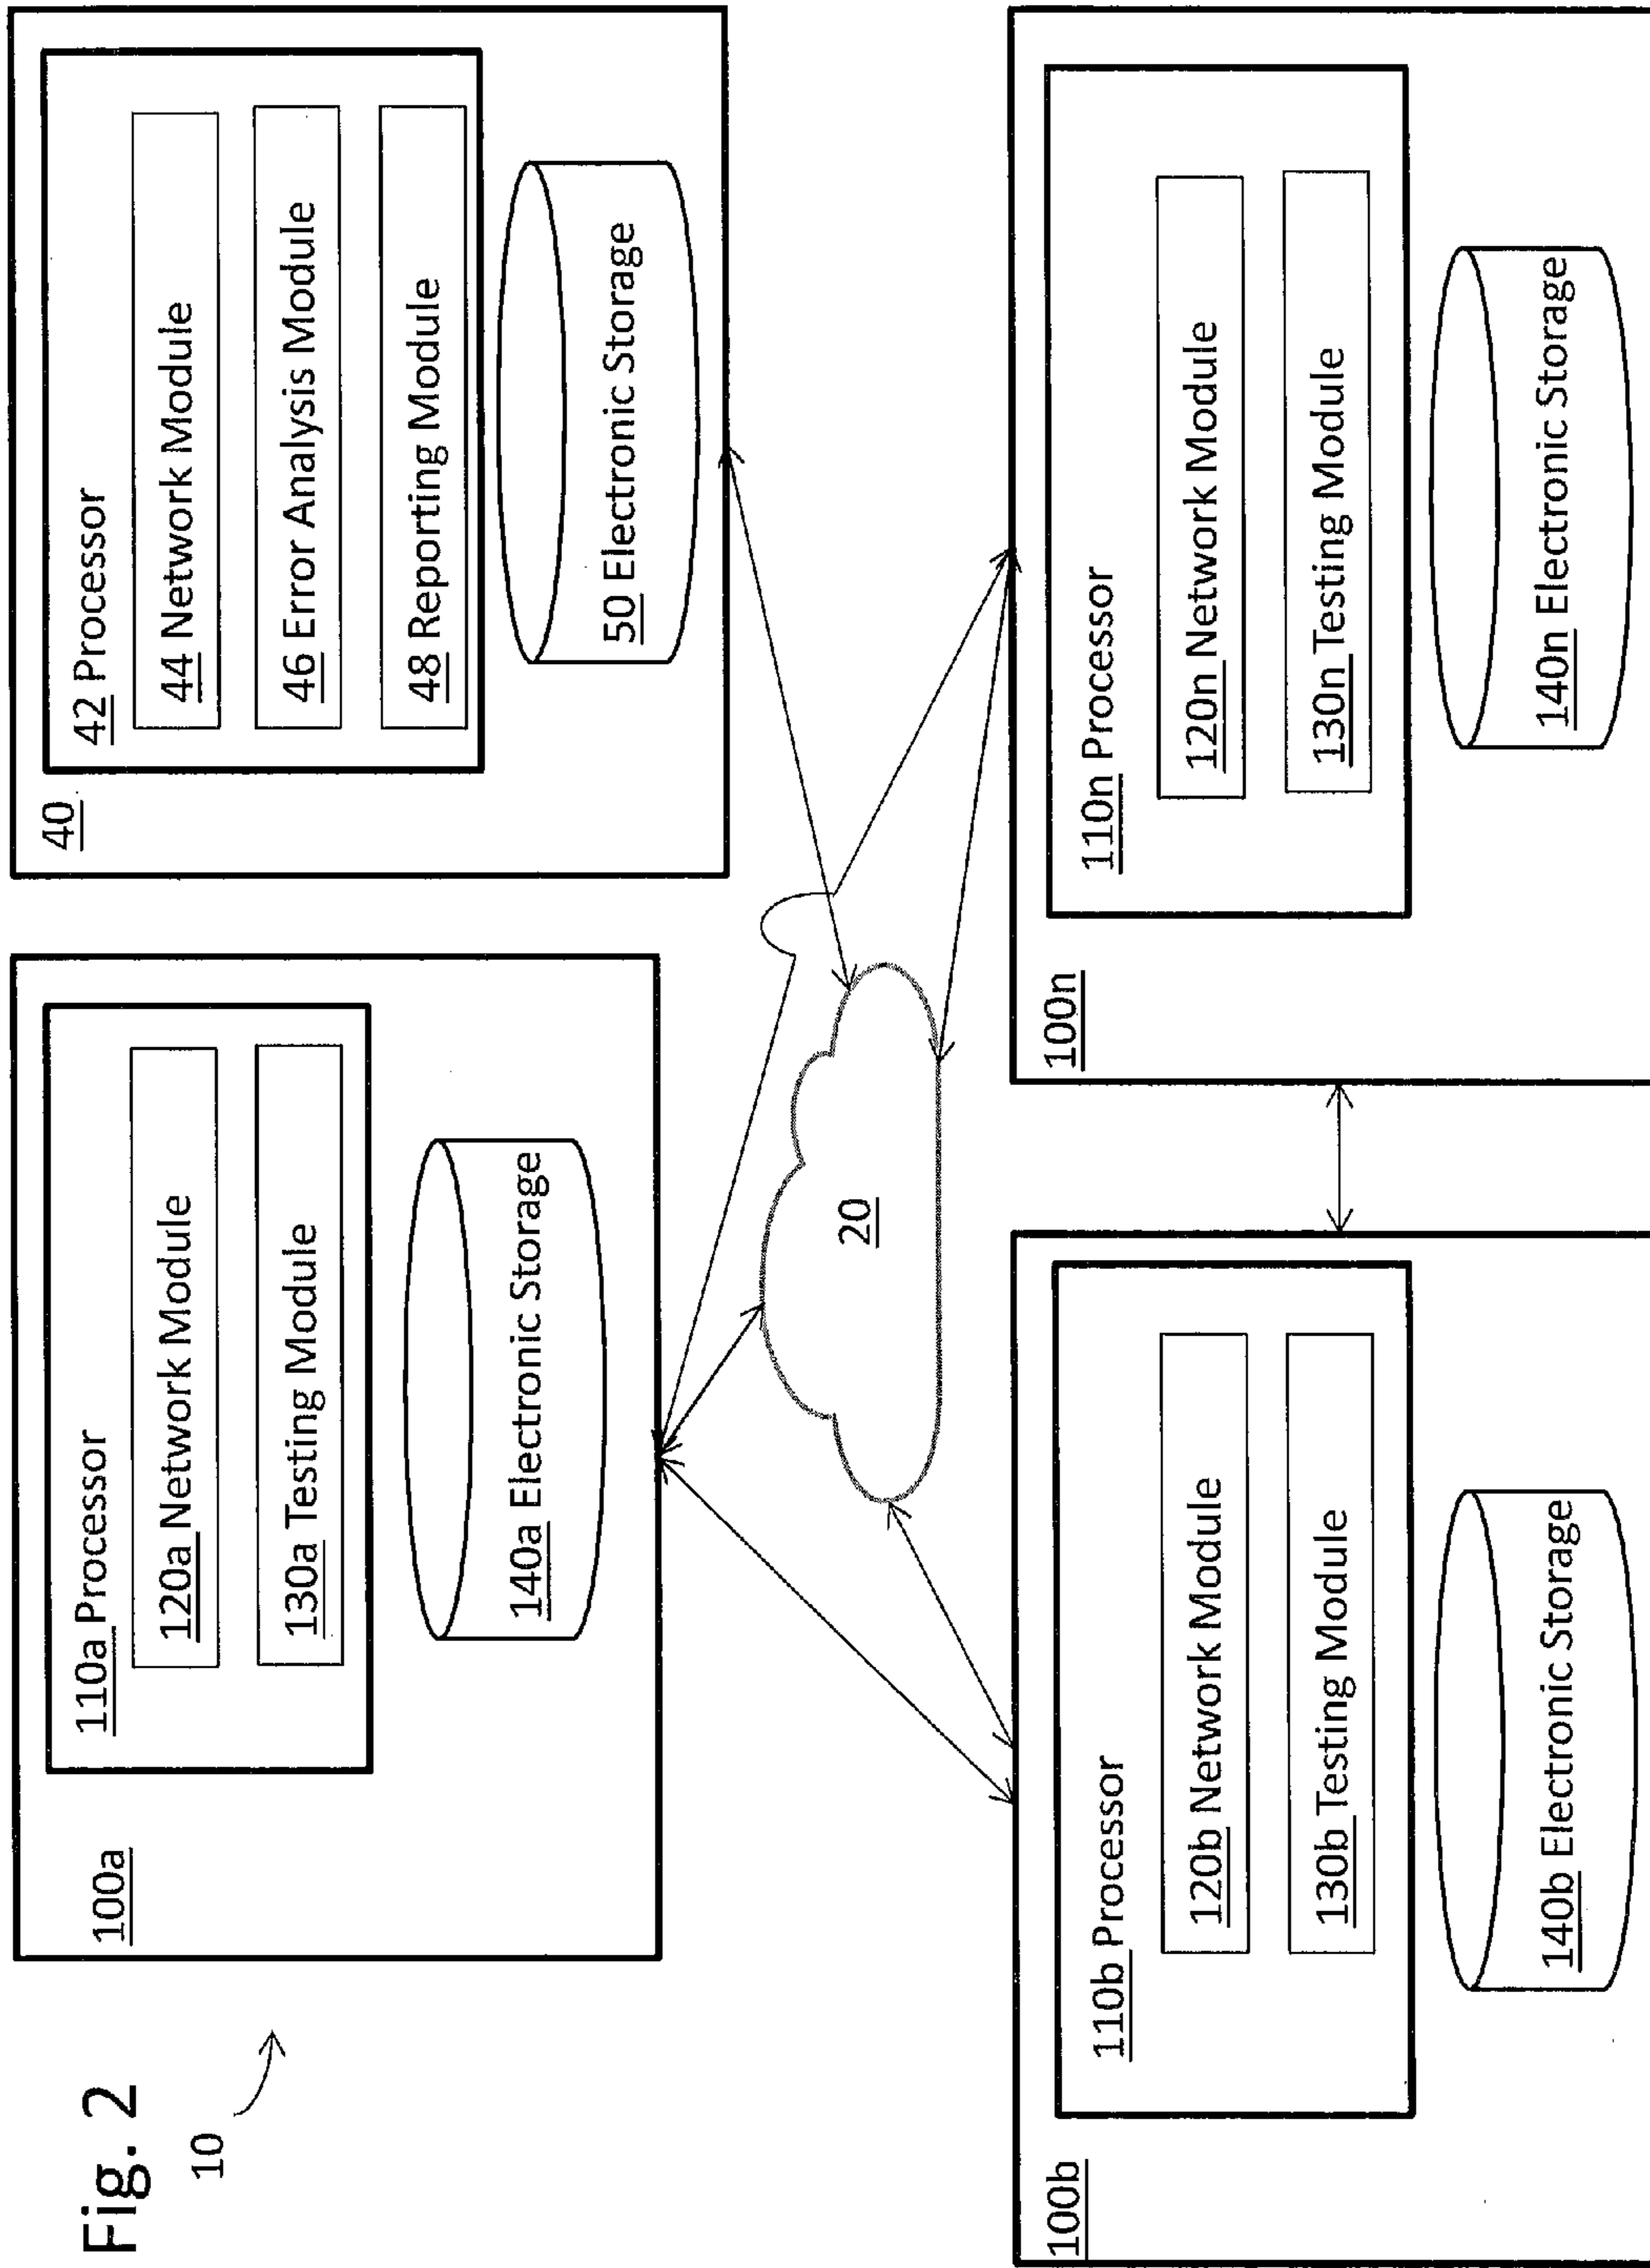 Fig. 2
10
100a
110a Processor
120a Network Module
130a Testing Module
140a Electronic Storage
40
42 Processor
44 Network Module
46 Error Analysis Module
48 Reporting Module
50 Electronic Storage
20
100b
110b Processor
120b Network Module
130b Testing Module
140b Electronic Storage
100n
110n Processor
120n Network Module
130n Testing Module
140n Electronic Storage